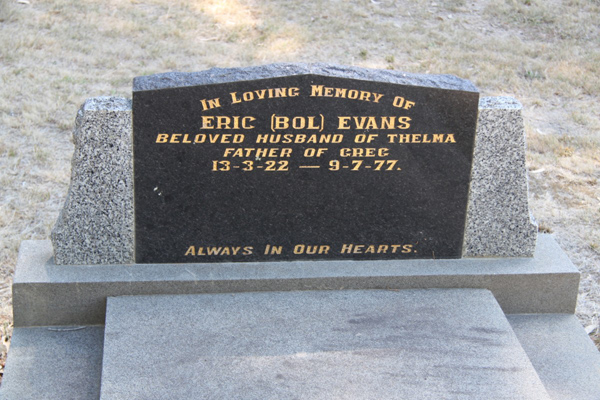 In Loving Memory Of
ERIC (BOL) EVANS
BELOVED HUSBAND OF THELMA
FATHER OF GREG
13-3-22 — 9-7-77.
Always In Our Hearts.